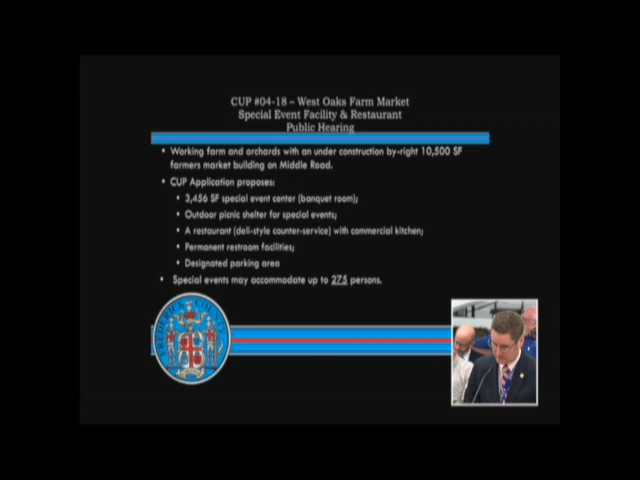 CUP #04-18 – West Oaks Farm Market
Special Event Facility & Restaurant
Public Hearing
• Working farm and orchards with an under construction by-right 10,500 SF
farmers market building on Middle Road.
• CUP Application proposes:
• 3,456 SF special event center (banquet room);
• Outdoor picnic shelter for special events;
• A restaurant (deli-style counter-service) with commercial kitchen;
• Permanent restroom facilities;
• Designated parking area
• Special events may accommodate up to 275 persons.
FREDERICK COUNTY